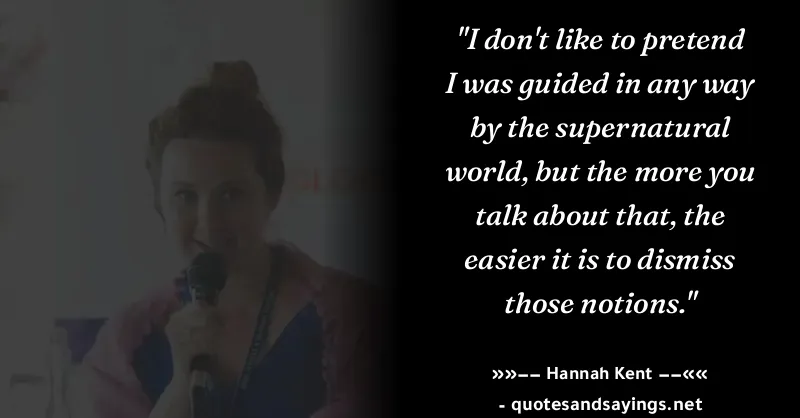 "I don't like to pretend
I was guided in any way
by the supernatural
world, but the more you
talk about that, the
easier it is to dismiss
those notions."
»»−− Hannah Kent −−««
- quotesandsayings.net